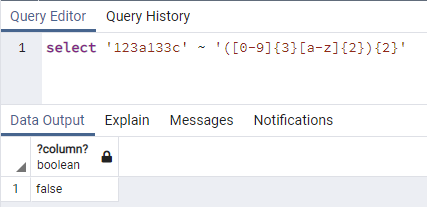 Query Editor Query History
1 select '123a133c' ~ '([0-9]{3}[a-z]{2}){2}'
Data Output Explain Messages Notifications
?column?
boolean
1 false